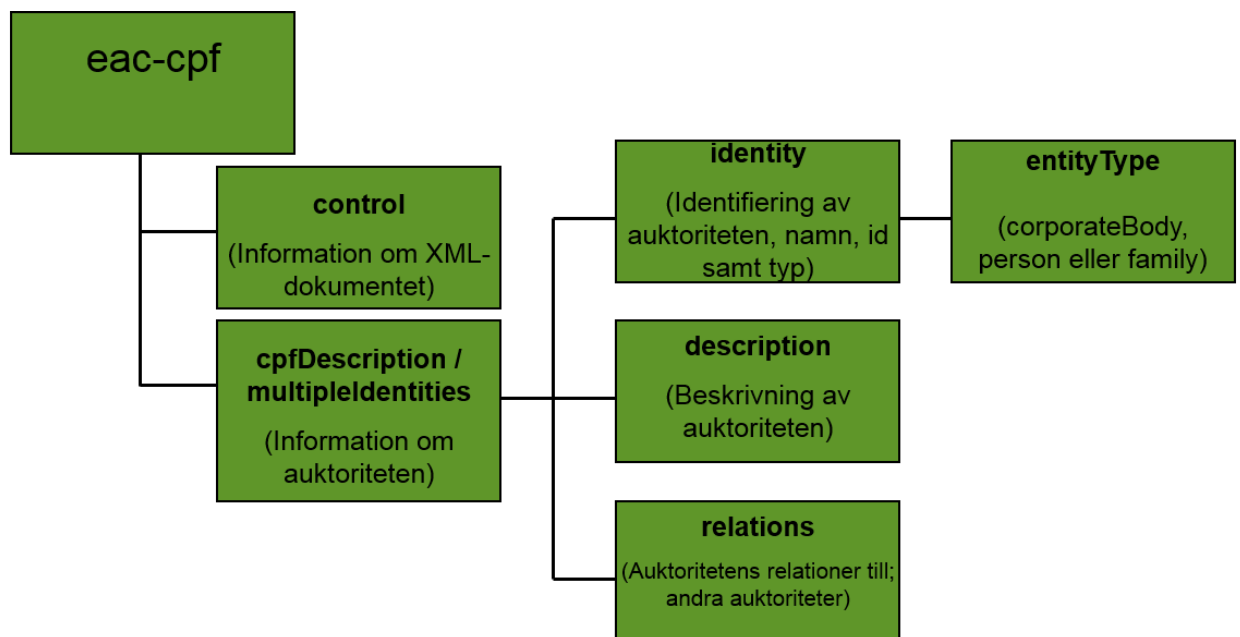 eac-cpf
control
(Information om XML-
dokumentet)
cpfDescription /
multipleIdentities
(Information om
auktoriteten)
identity
(Identifiering av
auktoriteten, namn, id
samt typ)
entityType
(corporateBody,
person eller family)
description
(Beskrivning av
auktoriteten)
relations
(Auktoritetens relationer till;
andra auktoriteter)